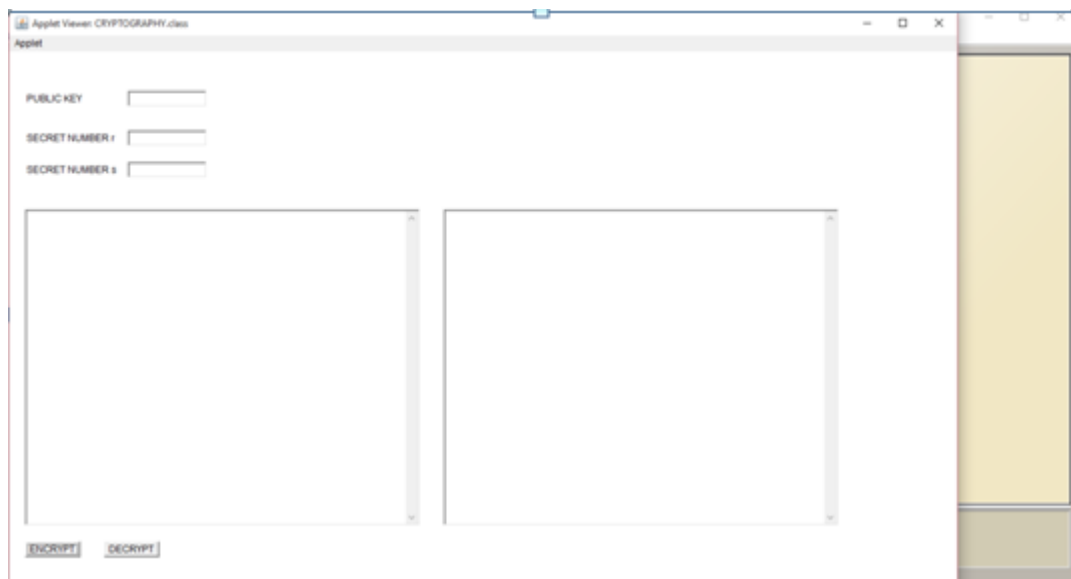 Applet Viewer: CRYPTOGRAPHY.class
Applet
PUBLIC KEY
SECRET NUMBER r
SECRET NUMBER s
ENCRYPT DECRYPT